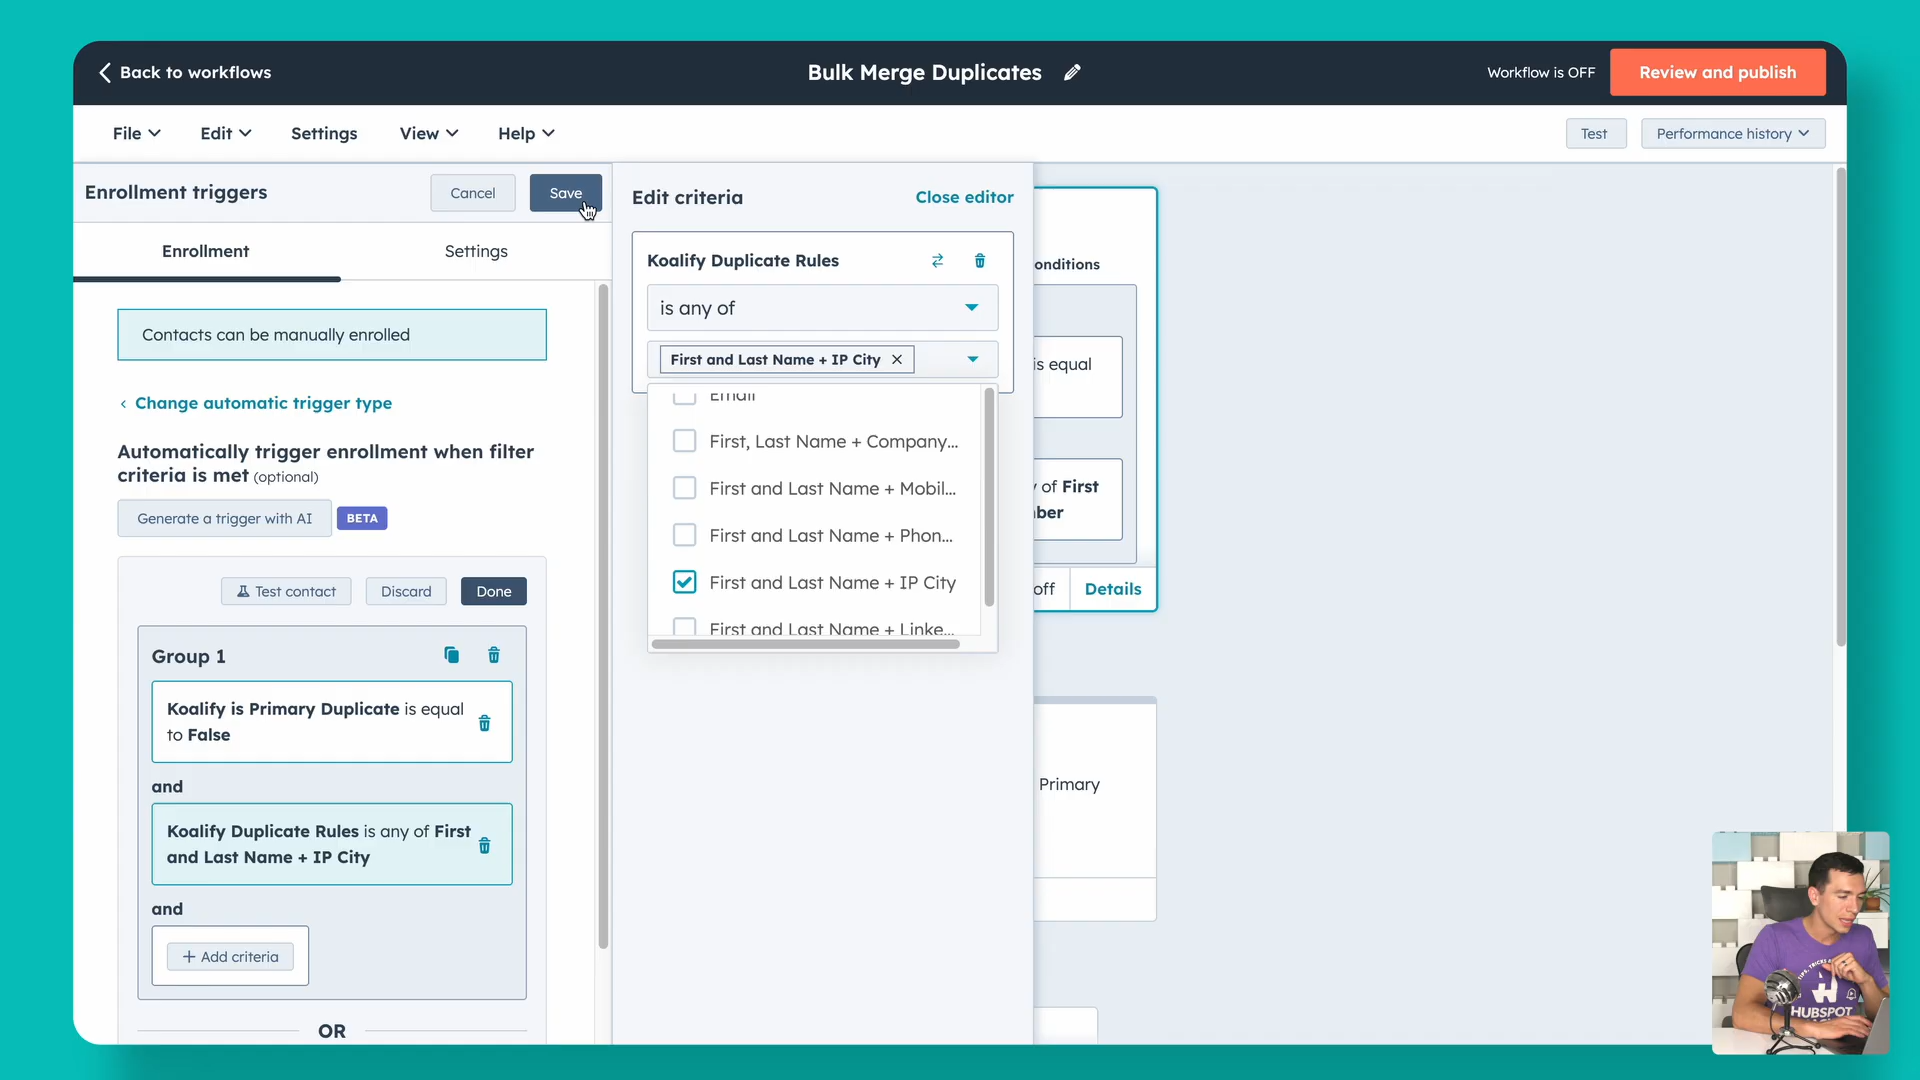 Back to workflows
Bulk Merge Duplicates
Workflow is OFF
Review and publish
File
Edit
Settings
View
Help
Test
Performance history
Enrollment triggers
Cancel
Save
Enrollment
Settings
Contacts can be manually enrolled
Change automatic trigger type
Automatically trigger enrollment when filter
criteria is met (optional)
Generate a trigger with AI
BETA
Test contact
Discard
Done
Group 1
Koalify is Primary Duplicate is equal
to False
and
Koalify Duplicate Rules is any of First
and Last Name + IP City
and
+ Add criteria
OR
Edit criteria
Close editor
Koalify Duplicate Rules
is any of
First and Last Name + IP City
Email
First, Last Name + Company...
First and Last Name + Mobil...
First and Last Name + Phon...
First and Last Name + IP City
First and Last Name + Linke...
onditions
is equal
of First
ber
off
Details
Primary
HUBSPOT